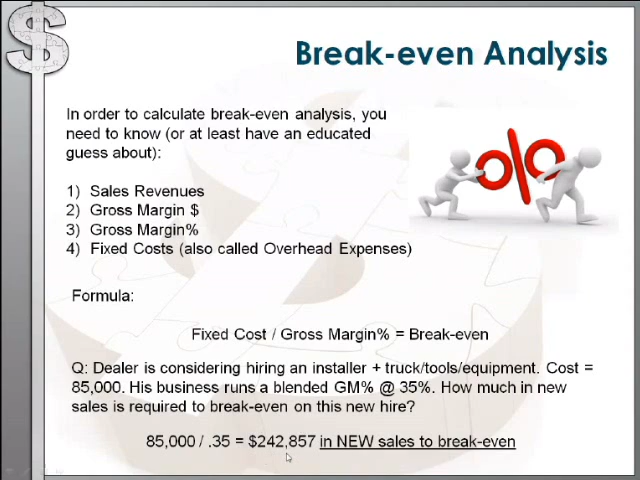 Break-even Analysis
In order to calculate break-even analysis, you
need to know (or at least have an educated
guess about):
1) Sales Revenues
2) Gross Margin $
3) Gross Margin%
4) Fixed Costs (also called Overhead Expenses)
Formula:
Fixed Cost / Gross Margin% = Break-even
Q: Dealer is considering hiring an installer + truck/tools/equipment. Cost =
85,000. His business runs a blended GM% @ 35%. How much in new
sales is required to break-even on this new hire?
85,000 / .35 = $242,857 in NEW sales to break-even